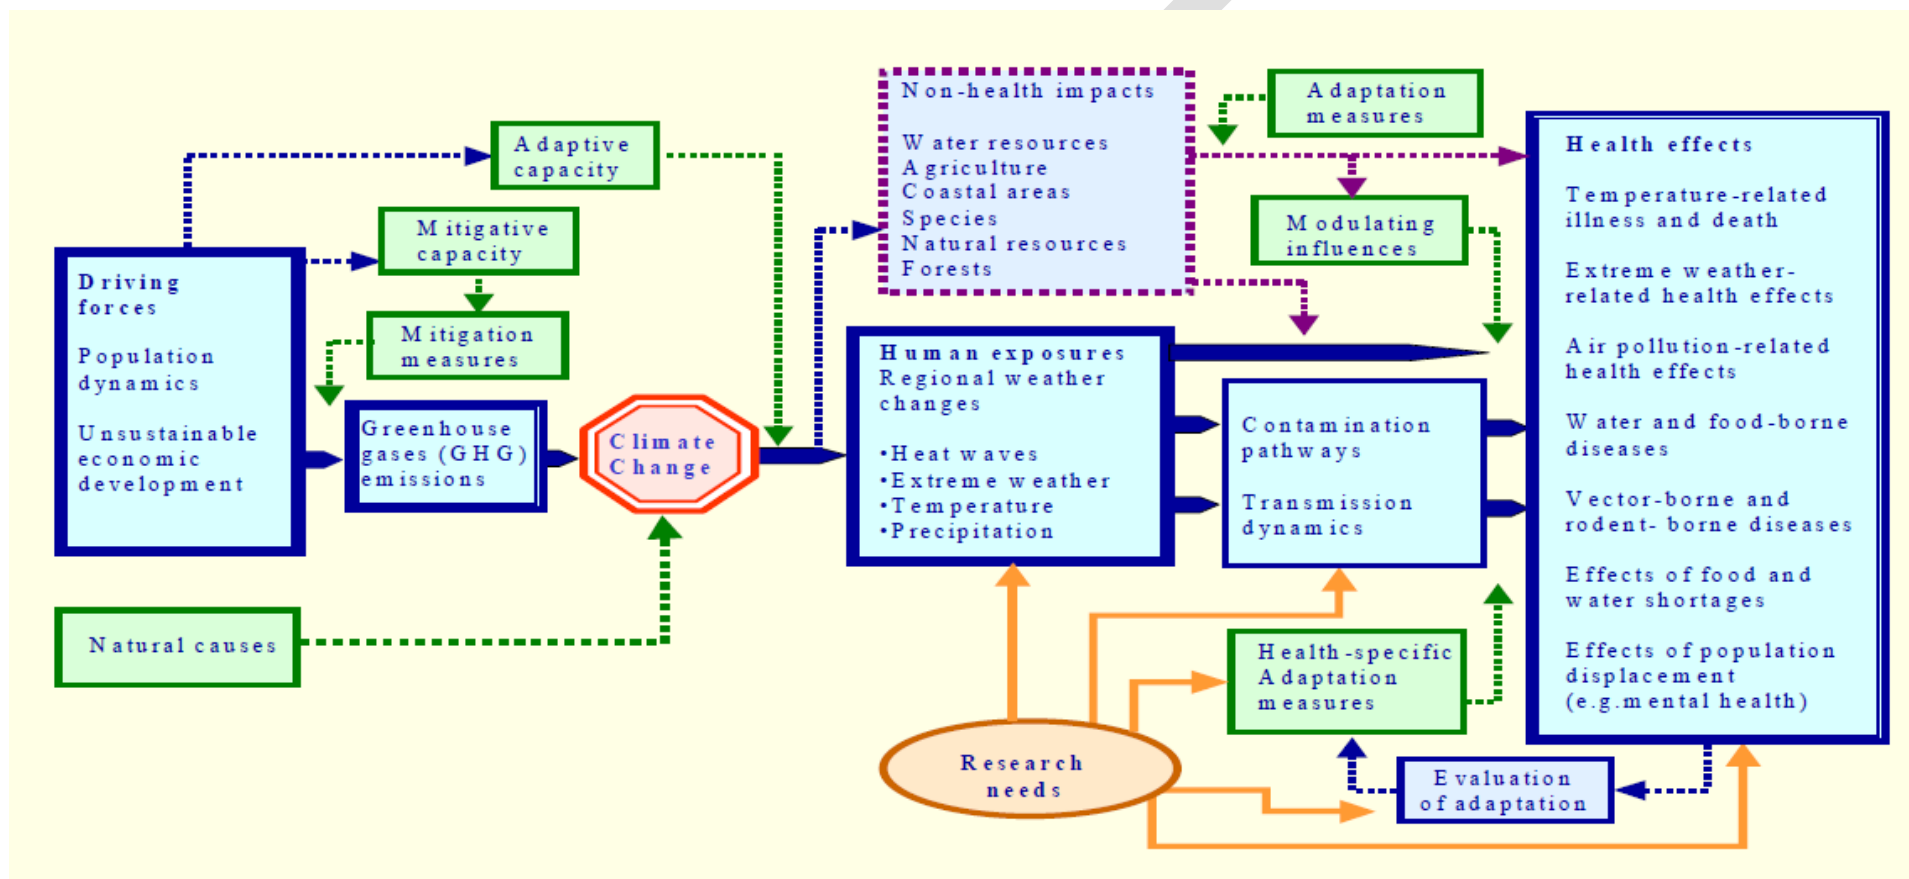 Non-health impacts
Water resources
Agriculture
Coastal areas
Species
Natural resources
Forests
Adaptation
measures
Adaptive
capacity
Mitigative
capacity
Mitigation
measures
Driving
forces
Population
dynamics
Unsustainable
economic
development
Greenhouse
gases (GHG)
emissions
Climate
Change
Natural causes
Human exposures
Regional weather
changes
•Heat waves
•Extreme weather
•Temperature
•Precipitation
Modulating
influences
Contamination
pathways
Transmission
dynamics
Health-specific
Adaptation
measures
Research
needs
Evaluation
of adaptation
Health effects
Temperature-related
illness and death
Extreme weather-
related health effects
Air pollution-related
health effects
Water and food-borne
diseases
Vector-borne and
rodent- borne diseases
Effects of food and
water shortages
Effects of population
displacement
(e.g.mental health)